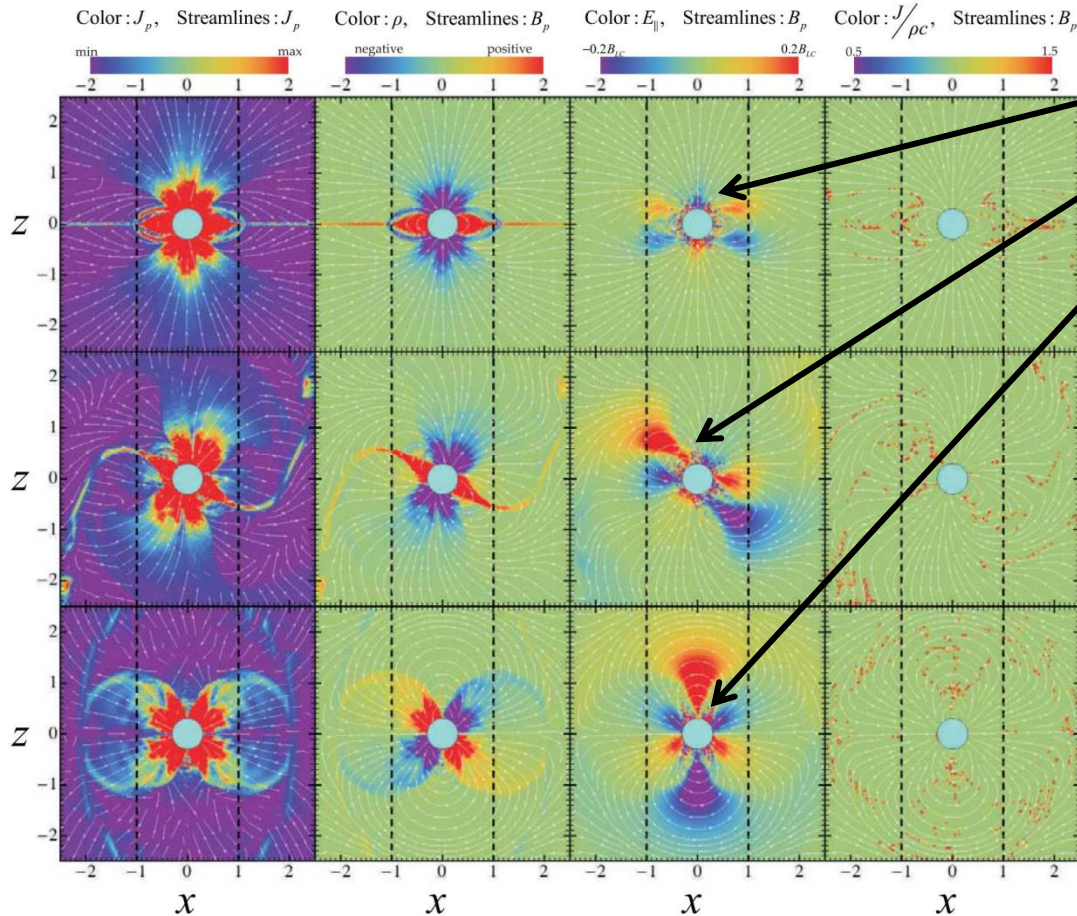 Color : J_p, Streamlines : J_p Color : ρ, Streamlines : B_p Color : E_∥, Streamlines : B_p Color : J/ρc, Streamlines : B_p
min max negative positive −0.2B_LC 0.2B_LC 0.5 1.5
−2 −1 0 1 2 −2 −1 0 1 2 −2 −1 0 1 2 −2 −1 0 1 2
2
1
z 0
−1
−2
2
1
z 0
−1
−2
2
1
z 0
−1
−2
−2 −1 0 1 2 −2 −1 0 1 2 −2 −1 0 1 2 −2 −1 0 1 2
x x x x